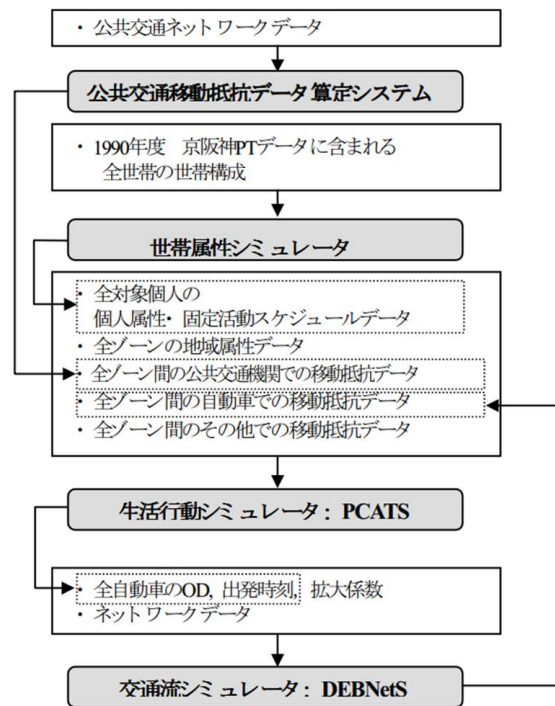 ・ 公共交通ネットワークデータ
公共交通移動抵抗データ算定システム
・ 1990年度　京阪神PTデータに含まれる
全世帯の世帯構成
世帯属性シミュレータ
・ 全対象個人の
個人属性・ 固定活動スケジュールデータ
・ 全ゾーンの地域属性データ
・ 全ゾーン間の公共交通機関での移動抵抗データ
・ 全ゾーン間の自動車での移動抵抗データ
・ 全ゾーン間のその他での移動抵抗データ
生活行動シミュレータ： PCATS
・ 全自動車のOD, 出発時刻, 拡大係数
・ ネットワークデータ
交通流シミュレータ： DEBNetS